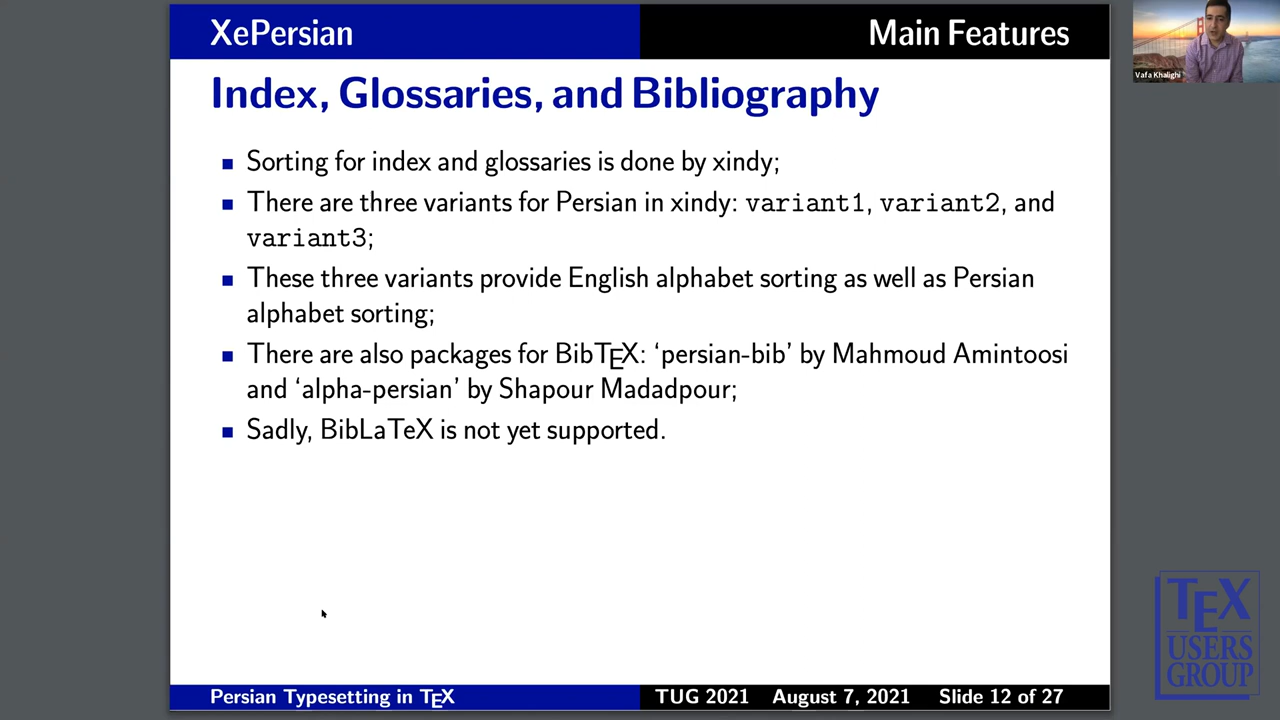 XePersian
Main Features
Vafa Khalighi
Index, Glossaries, and Bibliography
Sorting for index and glossaries is done by xindy;
There are three variants for Persian in xindy: variant1, variant2, and
variant3;
These three variants provide English alphabet sorting as well as Persian
alphabet sorting;
There are also packages for BibTEX: ‘persian-bib’ by Mahmoud Amintoosi
and ‘alpha-persian’ by Shapour Madadpour;
Sadly, BibLaTeX is not yet supported.
TEX
USERS
GROUP
Persian Typesetting in TEX
TUG 2021 August 7, 2021 Slide 12 of 27